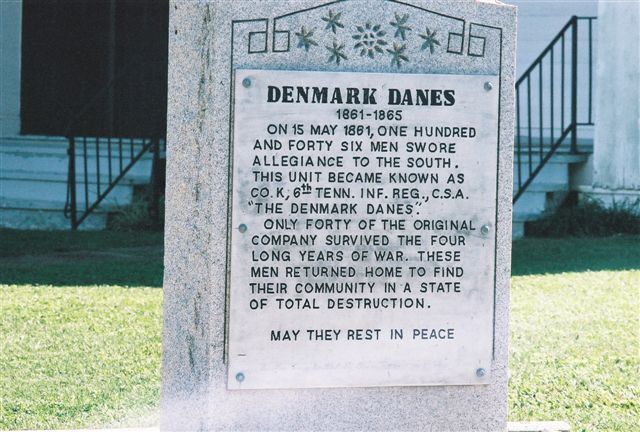 DENMARK DANES
1861-1865
ON 15 MAY 1861, ONE HUNDRED
AND FORTY SIX MEN SWORE
ALLEGIANCE TO THE SOUTH.
THIS UNIT BECAME KNOWN AS
CO. K, 6th TENN. INF. REG., C.S.A.
"THE DENMARK DANES".
ONLY FORTY OF THE ORIGINAL
COMPANY SURVIVED THE FOUR
LONG YEARS OF WAR. THESE
MEN RETURNED HOME TO FIND
THEIR COMMUNITY IN A STATE
OF TOTAL DESTRUCTION.
MAY THEY REST IN PEACE